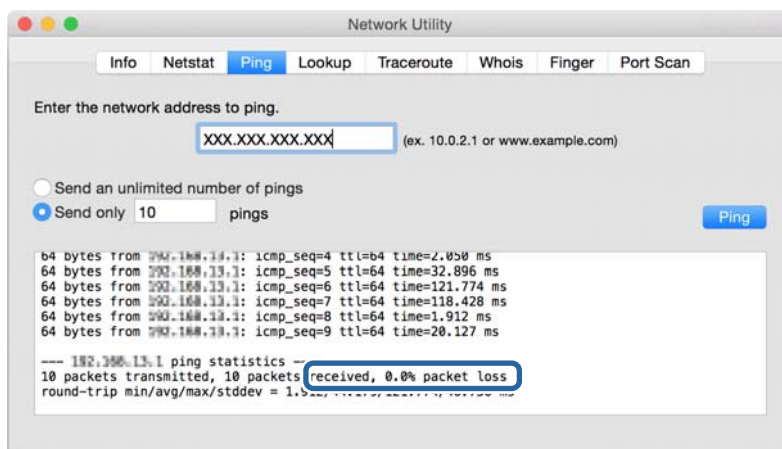 Network Utility
Info Netstat Ping Lookup Traceroute Whois Finger Port Scan
Enter the network address to ping.
XXX.XXX.XXX.XXX (ex. 10.0.2.1 or www.example.com)
Send an unlimited number of pings
Send only 10 pings
Ping
64 bytes from : icmp_seq=4 ttl=64 time=2.050 ms
64 bytes from : icmp_seq=5 ttl=64 time=32.896 ms
64 bytes from : icmp_seq=6 ttl=64 time=121.774 ms
64 bytes from : icmp_seq=7 ttl=64 time=118.428 ms
64 bytes from : icmp_seq=8 ttl=64 time=1.912 ms
64 bytes from : icmp_seq=9 ttl=64 time=20.127 ms
--- ping statistics --
10 packets transmitted, 10 packets received, 0.0% packet loss
round-trip min/avg/max/stddev = ms